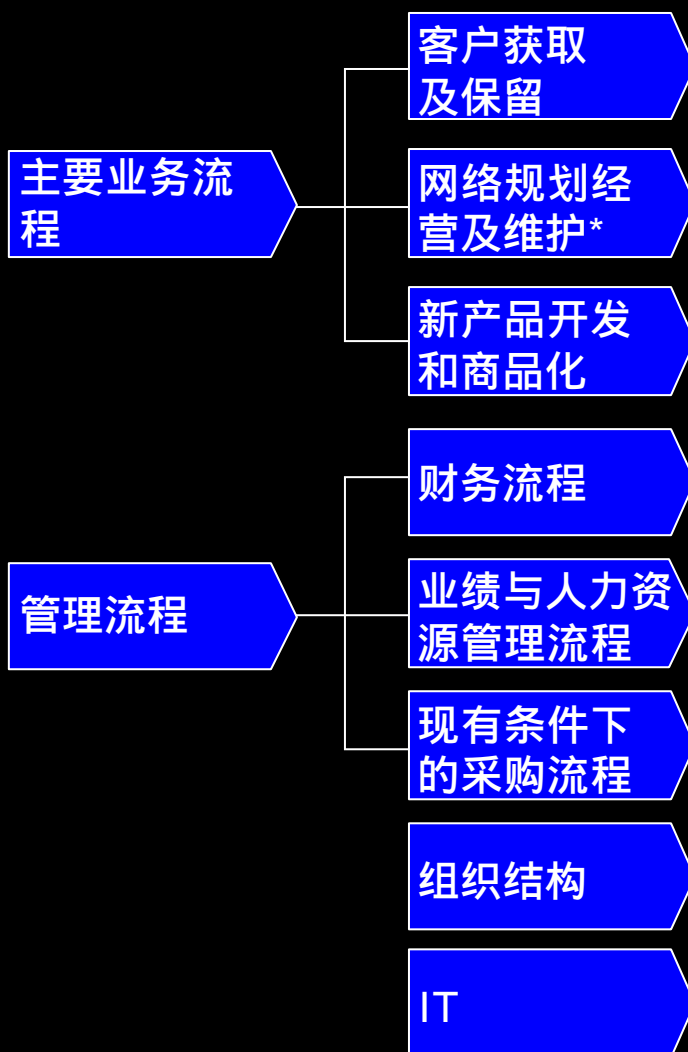 客户获取
及保留
主要业务流
程
网络规划经
营及维护*
新产品开发
和商品化
财务流程
管理流程
业绩与人力资
源管理流程
现有条件下
的采购流程
组织结构
IT